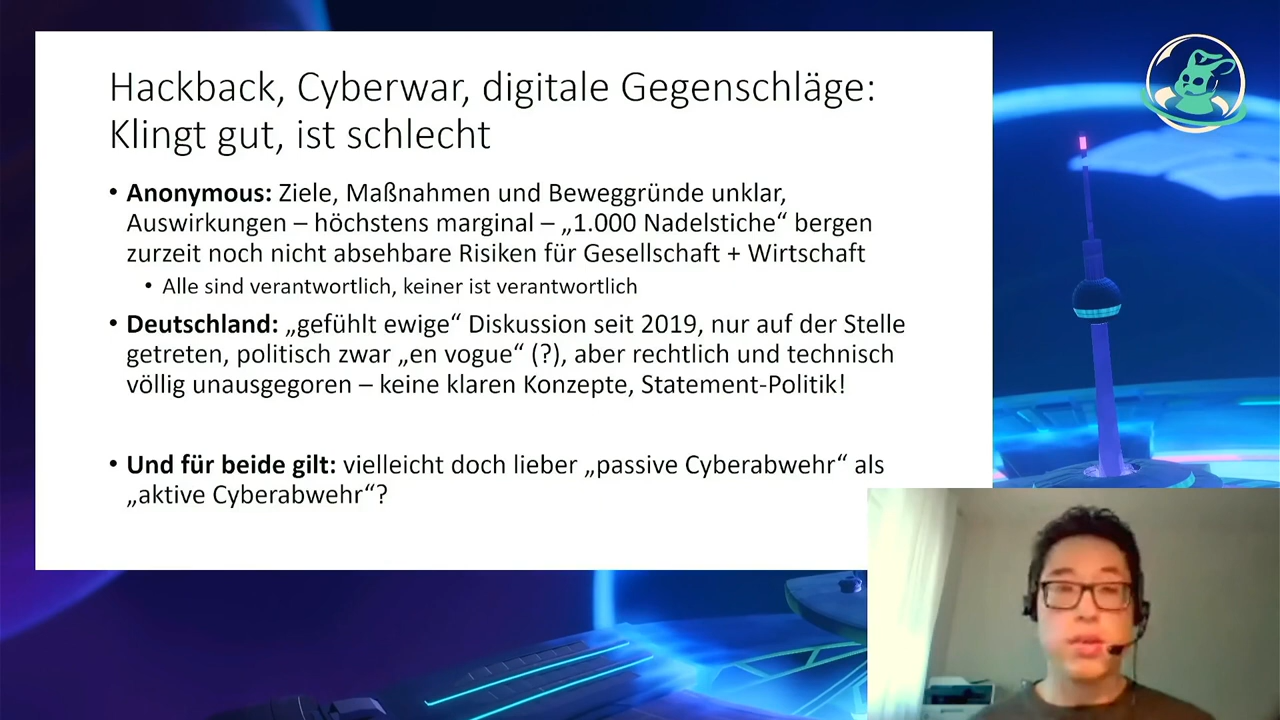 Hackback, Cyberwar, digitale Gegenschläge:
Klingt gut, ist schlecht
• Anonymous: Ziele, Maßnahmen und Beweggründe unklar,
Auswirkungen – höchstens marginal – „1.000 Nadelstiche“ bergen
zurzeit noch nicht absehbare Risiken für Gesellschaft + Wirtschaft
• Alle sind verantwortlich, keiner ist verantwortlich
• Deutschland: „gefühlt ewige“ Diskussion seit 2019, nur auf der Stelle
getreten, politisch zwar „en vogue“ (?), aber rechtlich und technisch
völlig unausgegoren – keine klaren Konzepte, Statement-Politik!
• Und für beide gilt: vielleicht doch lieber „passive Cyberabwehr“ als
„aktive Cyberabwehr“?